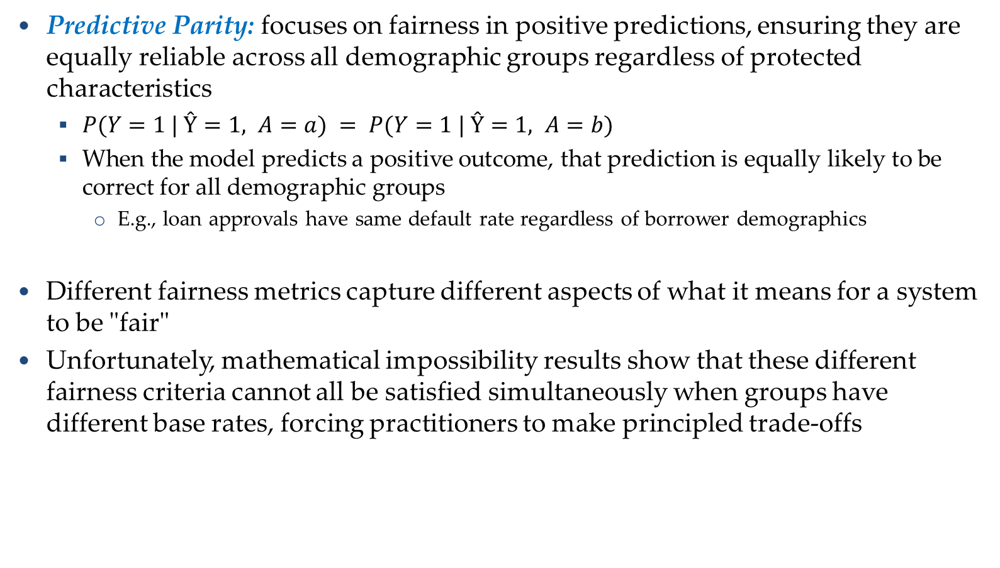 • Predictive Parity: focuses on fairness in positive predictions, ensuring they are
equally reliable across all demographic groups regardless of protected
characteristics
▪ P(Y = 1 | Ŷ = 1, A = a) = P(Y = 1 | Ŷ = 1, A = b)
▪ When the model predicts a positive outcome, that prediction is equally likely to be
correct for all demographic groups
○ E.g., loan approvals have same default rate regardless of borrower demographics
• Different fairness metrics capture different aspects of what it means for a system
to be "fair"
• Unfortunately, mathematical impossibility results show that these different
fairness criteria cannot all be satisfied simultaneously when groups have
different base rates, forcing practitioners to make principled trade-offs